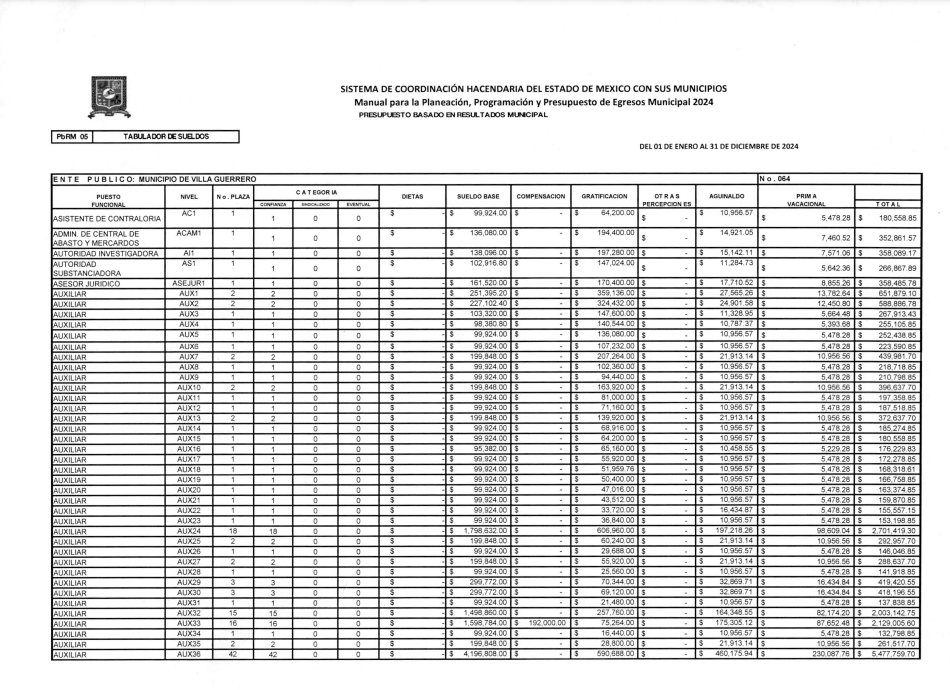 SISTEMA DE COORDINACIÓN HACENDARIA DEL ESTADO DE MEXICO CON SUS MUNICIPIOS
Manual para la Planeación, Programación y Presupuesto de Egresos Municipal 2024
PRESUPUESTO BASADO EN RESULTADOS MUNICIPAL
PbRM 05 TABULADOR DE SUELDOS
DEL 01 DE ENERO AL 31 DE DICIEMBRE DE 2024
ENTE PUBLICO: MUNICIPIO DE VILLA GUERRERO No. 064
PUESTO FUNCIONAL NIVEL No. PLAZA CATEGORIA CONFIANZA SINDICALIZADO EVENTUAL DIETAS SUELDO BASE COMPENSACION GRATIFICACION OTRAS PERCEPCIONES AGUINALDO PRIMA VACACIONAL TOTAL
ASISTENTE DE CONTRALORIA AC1 1 1 0 0 $ - $ 99,924.00 $ - $ 64,200.00 $ - $ 10,956.57 $ 5,478.28 $ 180,558.85
ADMIN. DE CENTRAL DE ABASTO Y MERCARDOS ACAM1 1 1 0 0 $ - $ 136,080.00 $ - $ 194,400.00 $ - $ 14,921.05 $ 7,460.52 $ 352,861.57
AUTORIDAD INVESTIGADORA AI1 1 1 0 0 $ - $ 138,096.00 $ - $ 197,280.00 $ - $ 15,142.11 $ 7,571.06 $ 358,089.17
AUTORIDAD SUBSTANCIADORA AS1 1 1 0 0 $ - $ 102,916.80 $ - $ 147,024.00 $ - $ 11,284.73 $ 5,642.36 $ 266,867.89
ASESOR JURIDICO ASEJUR1 1 1 0 0 $ - $ 161,520.00 $ - $ 170,400.00 $ - $ 17,710.52 $ 8,855.26 $ 358,485.78
AUXILIAR AUX1 2 2 0 0 $ - $ 251,395.20 $ - $ 359,136.00 $ - $ 27,565.26 $ 13,782.64 $ 651,879.10
AUXILIAR AUX2 2 2 0 0 $ - $ 227,102.40 $ - $ 324,432.00 $ - $ 24,901.58 $ 12,450.80 $ 588,886.78
AUXILIAR AUX3 1 1 0 0 $ - $ 103,320.00 $ - $ 147,600.00 $ - $ 11,328.95 $ 5,664.48 $ 267,913.43
AUXILIAR AUX4 1 1 0 0 $ - $ 98,380.80 $ - $ 140,544.00 $ - $ 10,787.37 $ 5,393.68 $ 255,105.85
AUXILIAR AUX5 1 1 0 0 $ - $ 99,924.00 $ - $ 136,080.00 $ - $ 10,956.57 $ 5,478.28 $ 252,438.85
AUXILIAR AUX6 1 1 0 0 $ - $ 99,924.00 $ - $ 107,232.00 $ - $ 10,956.57 $ 5,478.28 $ 223,590.85
AUXILIAR AUX7 2 2 0 0 $ - $ 199,848.00 $ - $ 207,264.00 $ - $ 21,913.14 $ 10,956.56 $ 439,981.70
AUXILIAR AUX8 1 1 0 0 $ - $ 99,924.00 $ - $ 102,360.00 $ - $ 10,956.57 $ 5,478.28 $ 218,718.85
AUXILIAR AUX9 1 1 0 0 $ - $ 99,924.00 $ - $ 94,440.00 $ - $ 10,956.57 $ 5,478.28 $ 210,798.85
AUXILIAR AUX10 2 2 0 0 $ - $ 199,848.00 $ - $ 163,920.00 $ - $ 21,913.14 $ 10,956.56 $ 396,637.70
AUXILIAR AUX11 1 1 0 0 $ - $ 99,924.00 $ - $ 81,000.00 $ - $ 10,956.57 $ 5,478.28 $ 197,358.85
AUXILIAR AUX12 1 1 0 0 $ - $ 99,924.00 $ - $ 71,160.00 $ - $ 10,956.57 $ 5,478.28 $ 187,518.85
AUXILIAR AUX13 2 2 0 0 $ - $ 199,848.00 $ - $ 139,920.00 $ - $ 21,913.14 $ 10,956.56 $ 372,637.70
AUXILIAR AUX14 1 1 0 0 $ - $ 99,924.00 $ - $ 68,916.00 $ - $ 10,956.57 $ 5,478.28 $ 185,274.85
AUXILIAR AUX15 1 1 0 0 $ - $ 99,924.00 $ - $ 64,200.00 $ - $ 10,956.57 $ 5,478.28 $ 180,558.85
AUXILIAR AUX16 1 1 0 0 $ - $ 95,382.00 $ - $ 65,160.00 $ - $ 10,458.55 $ 5,229.28 $ 176,229.83
AUXILIAR AUX17 1 1 0 0 $ - $ 99,924.00 $ - $ 55,920.00 $ - $ 10,956.57 $ 5,478.28 $ 172,278.85
AUXILIAR AUX18 1 1 0 0 $ - $ 99,924.00 $ - $ 51,959.76 $ - $ 10,956.57 $ 5,478.28 $ 168,318.61
AUXILIAR AUX19 1 1 0 0 $ - $ 99,924.00 $ - $ 50,400.00 $ - $ 10,956.57 $ 5,478.28 $ 166,758.85
AUXILIAR AUX20 1 1 0 0 $ - $ 99,924.00 $ - $ 47,016.00 $ - $ 10,956.57 $ 5,478.28 $ 163,374.85
AUXILIAR AUX21 1 1 0 0 $ - $ 99,924.00 $ - $ 43,512.00 $ - $ 10,956.57 $ 5,478.28 $ 159,870.85
AUXILIAR AUX22 1 1 0 0 $ - $ 99,924.00 $ - $ 33,720.00 $ - $ 16,434.87 $ 5,478.28 $ 155,557.15
AUXILIAR AUX23 1 1 0 0 $ - $ 99,924.00 $ - $ 36,840.00 $ - $ 10,956.57 $ 5,478.28 $ 153,198.85
AUXILIAR AUX24 18 18 0 0 $ - $ 1,798,632.00 $ - $ 606,960.00 $ - $ 197,218.26 $ 98,609.04 $ 2,701,419.30
AUXILIAR AUX25 2 2 0 0 $ - $ 199,848.00 $ - $ 60,240.00 $ - $ 21,913.14 $ 10,956.56 $ 292,957.70
AUXILIAR AUX26 1 1 0 0 $ - $ 99,924.00 $ - $ 29,688.00 $ - $ 10,956.57 $ 5,478.28 $ 146,046.85
AUXILIAR AUX27 2 2 0 0 $ - $ 199,848.00 $ - $ 55,920.00 $ - $ 21,913.14 $ 10,956.56 $ 288,637.70
AUXILIAR AUX28 1 1 0 0 $ - $ 99,924.00 $ - $ 25,560.00 $ - $ 10,956.57 $ 5,478.28 $ 141,918.85
AUXILIAR AUX29 3 3 0 0 $ - $ 299,772.00 $ - $ 70,344.00 $ - $ 32,869.71 $ 16,434.84 $ 419,420.55
AUXILIAR AUX30 3 3 0 0 $ - $ 299,772.00 $ - $ 69,120.00 $ - $ 32,869.71 $ 16,434.84 $ 418,196.55
AUXILIAR AUX31 1 1 0 0 $ - $ 99,924.00 $ - $ 21,480.00 $ - $ 10,956.57 $ 5,478.28 $ 137,838.85
AUXILIAR AUX32 15 15 0 0 $ - $ 1,498,860.00 $ - $ 257,760.00 $ - $ 164,348.55 $ 82,174.20 $ 2,003,142.75
AUXILIAR AUX33 16 16 0 0 $ - $ 1,598,784.00 $ 192,000.00 $ 75,264.00 $ - $ 175,305.12 $ 87,652.48 $ 2,129,005.60
AUXILIAR AUX34 1 1 0 0 $ - $ 99,924.00 $ - $ 16,440.00 $ - $ 10,956.57 $ 5,478.28 $ 132,798.85
AUXILIAR AUX35 2 2 0 0 $ - $ 199,848.00 $ - $ 28,800.00 $ - $ 21,913.14 $ 10,956.56 $ 261,517.70
AUXILIAR AUX36 42 42 0 0 $ - $ 4,196,808.00 $ - $ 590,688.00 $ - $ 460,175.94 $ 230,087.76 $ 5,477,759.70